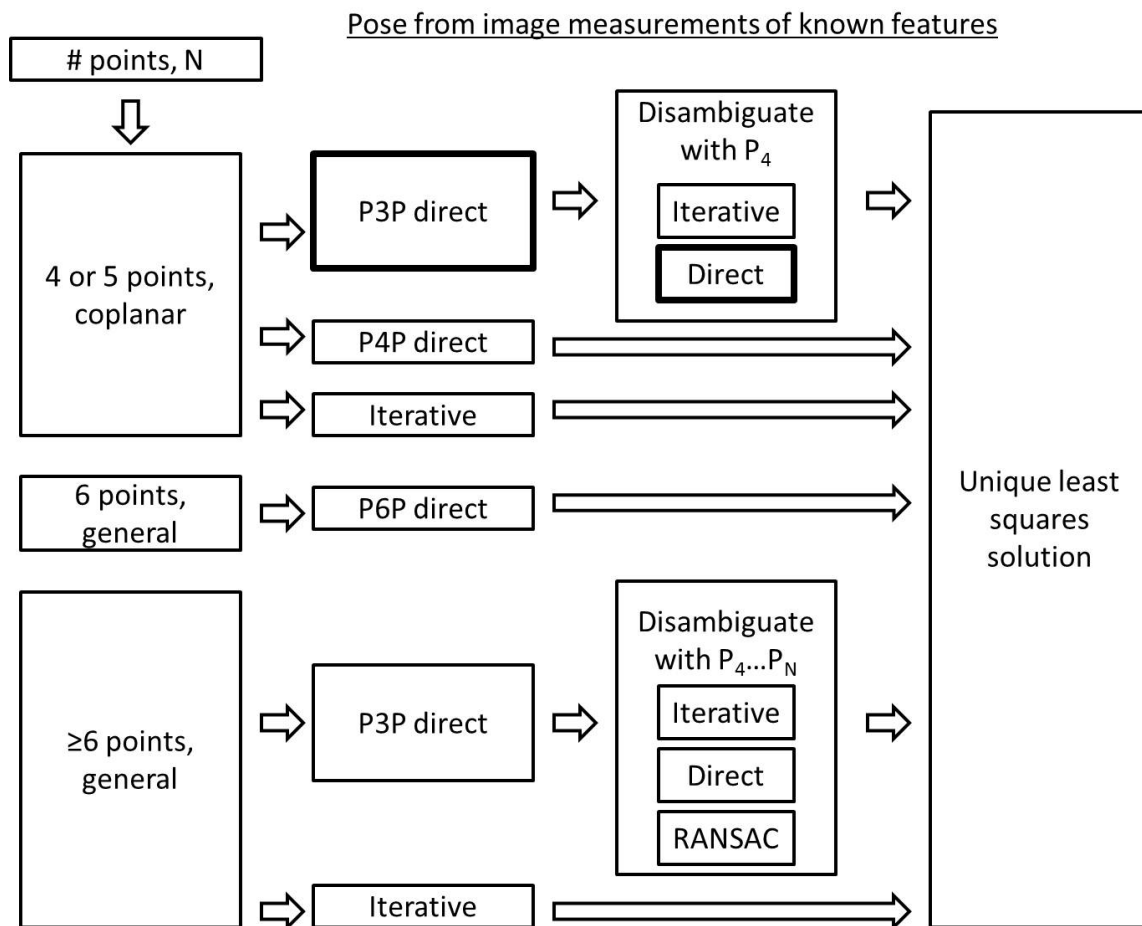 Pose from image measurements of known features
# points, N
4 or 5 points,
coplanar
P3P direct
Disambiguate
with P₄
Iterative
Direct
P4P direct
Iterative
6 points,
general
P6P direct
≥6 points,
general
P3P direct
Disambiguate
with P₄...P_N
Iterative
Direct
RANSAC
Iterative
Unique least
squares
solution